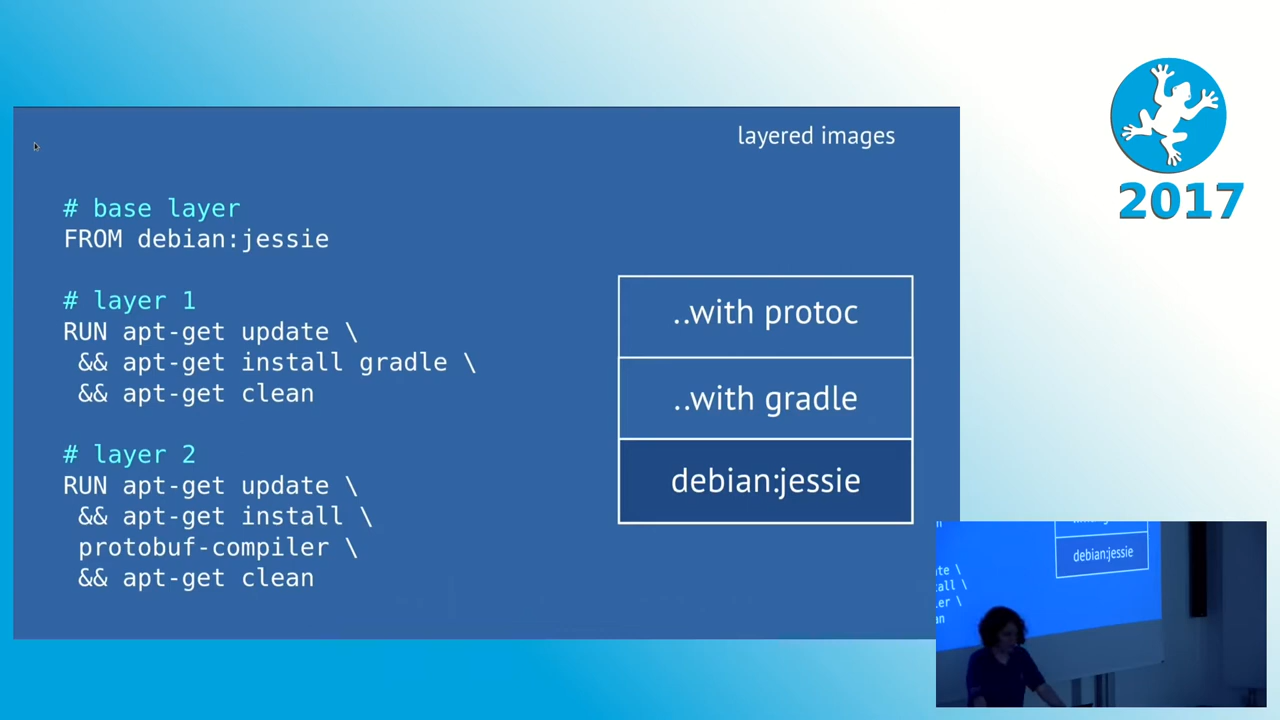 layered images
# base layer
FROM debian:jessie
# layer 1
RUN apt-get update \
&& apt-get install gradle \
&& apt-get clean
# layer 2
RUN apt-get update \
&& apt-get install \
protobuf-compiler \
&& apt-get clean
..with protoc
..with gradle
debian:jessie
2017
debian:jessie